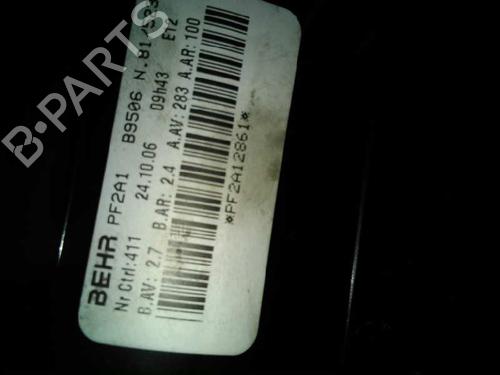 BEHR PF2A1 B9506 N.81
Nr Ctrl:411 24.10.06 09h43 E12
B.AV: 2.7 B.AR: 2.4 A.AV: 283 A.AR: 100
*PF2A12861*
B-PARTS